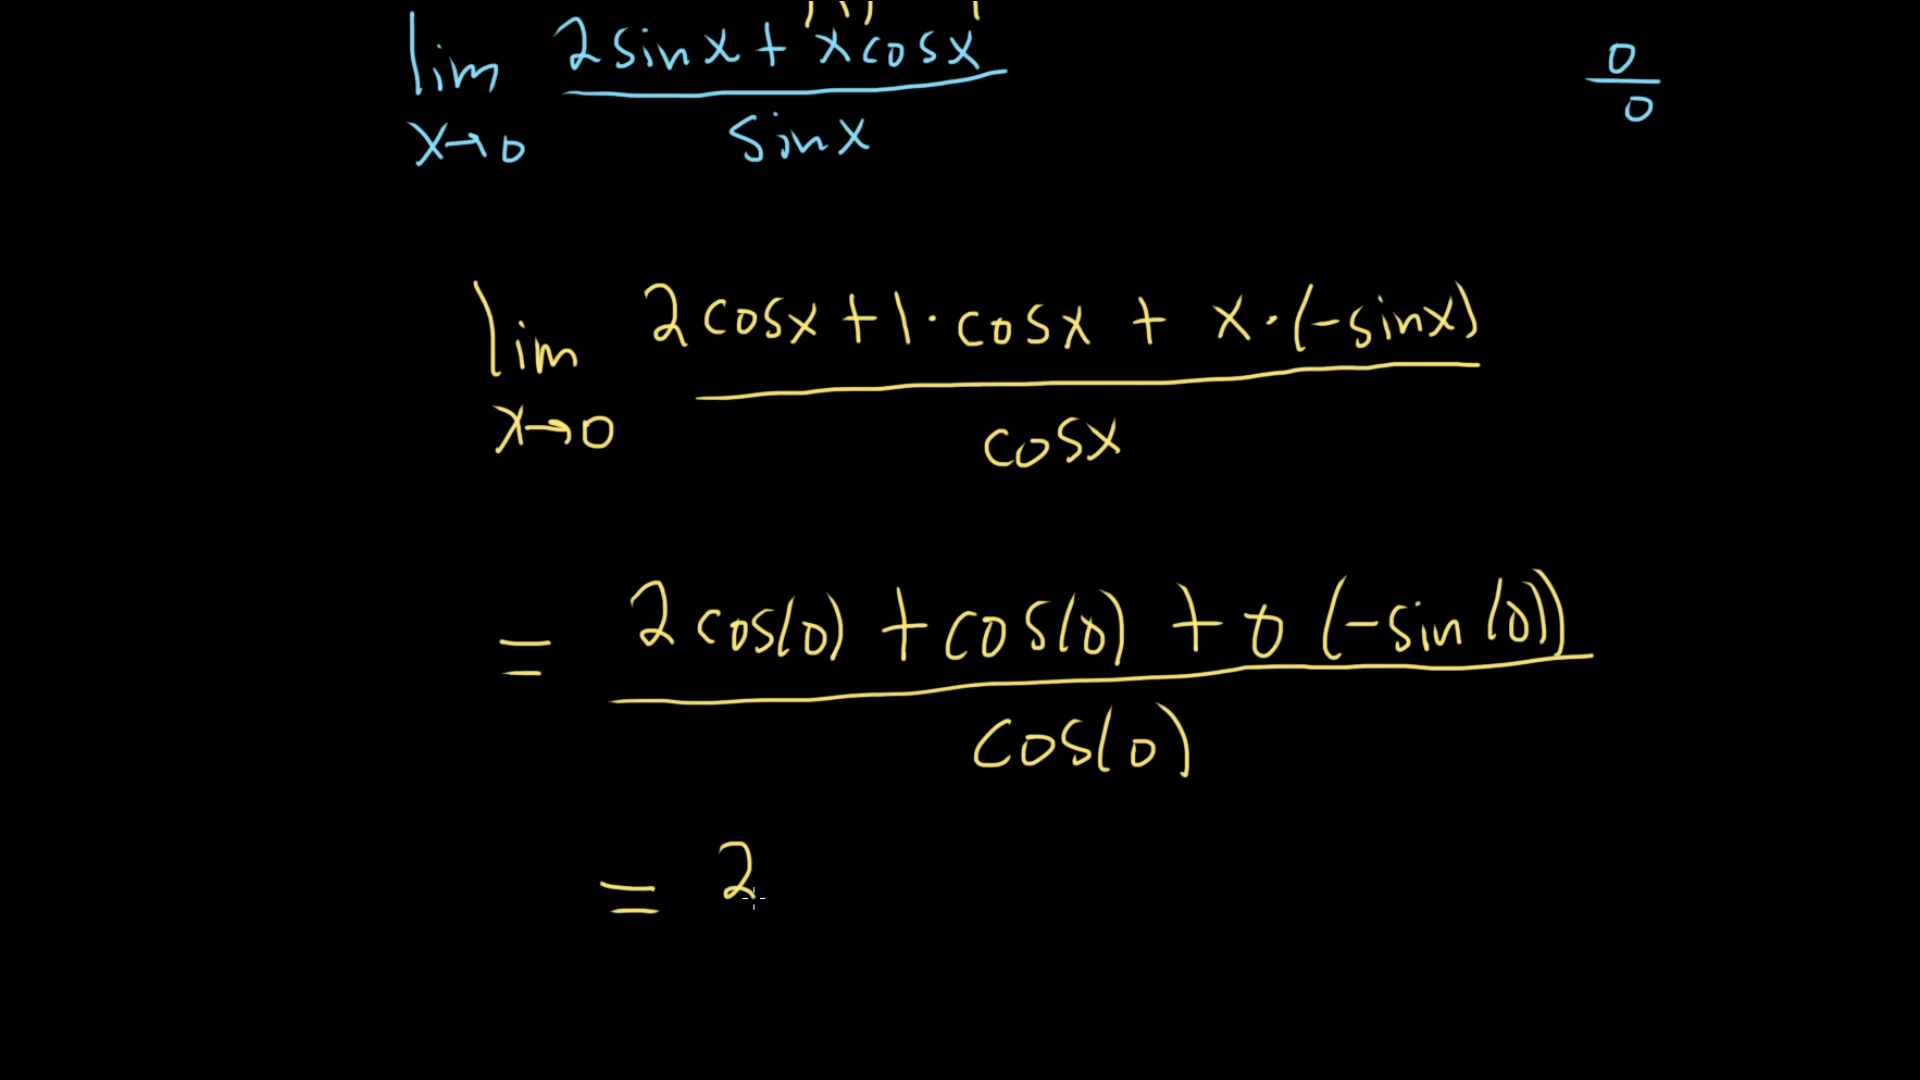 lim 2sinx + xcosx
x→0 sinx
0
0
lim 2cosx + 1 · cosx + x · (-sinx)
x→0 cosx
= 2cos(0) + cos(0) + 0 (-sin(0))
cos(0)
= 2